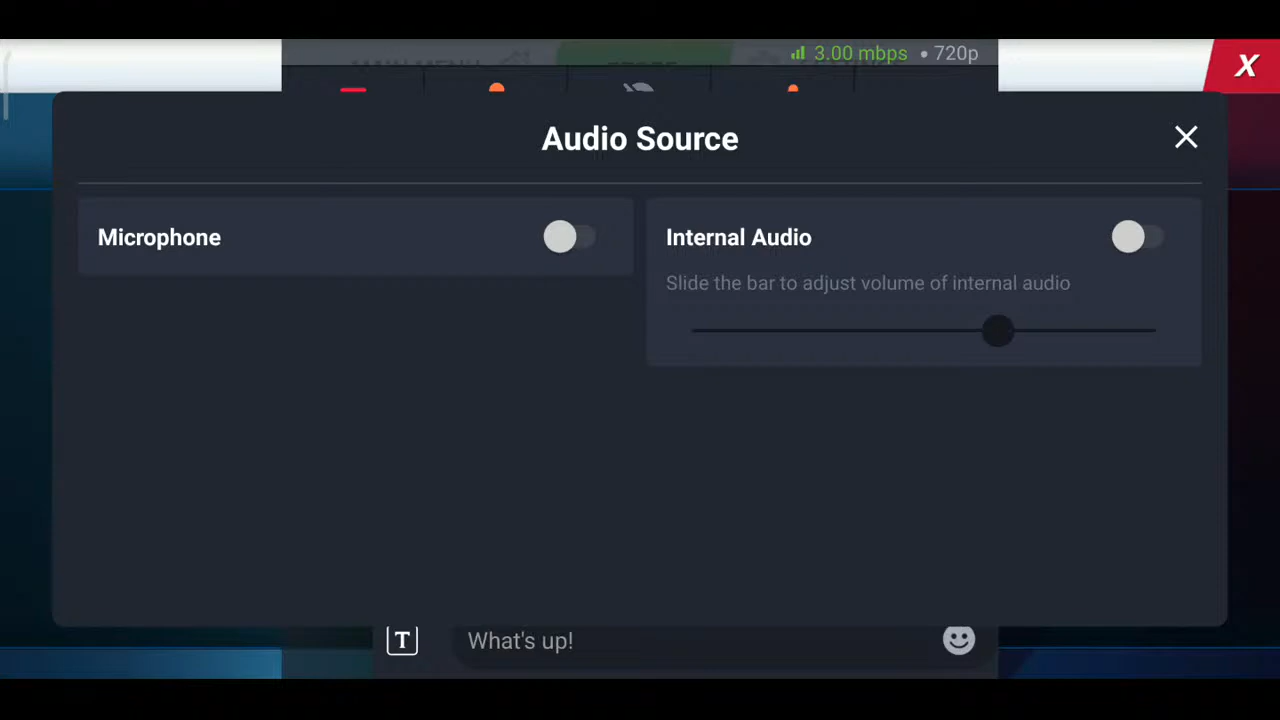 3.00 mbps • 720p
X
Audio Source
Microphone
Internal Audio
Slide the bar to adjust volume of internal audio
T
What's up!